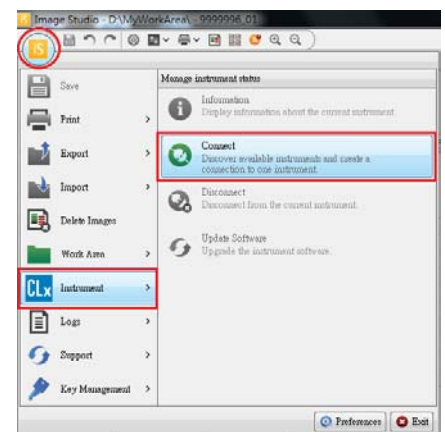 Image Studio - D:\MyWorkArea\ - 9999996_01
iS
Save
Print
Export
Import
Delete Images
Work Area
CLx Instrument
Logs
Support
Key Management
Manage instrument status
Information
Display information about the current instrument.
Connect
Discover available instruments and create a
connection to one instrument.
Disconnect
Disconnect from the current instrument.
Update Software
Upgrade the instrument software.
Preferences
Exit